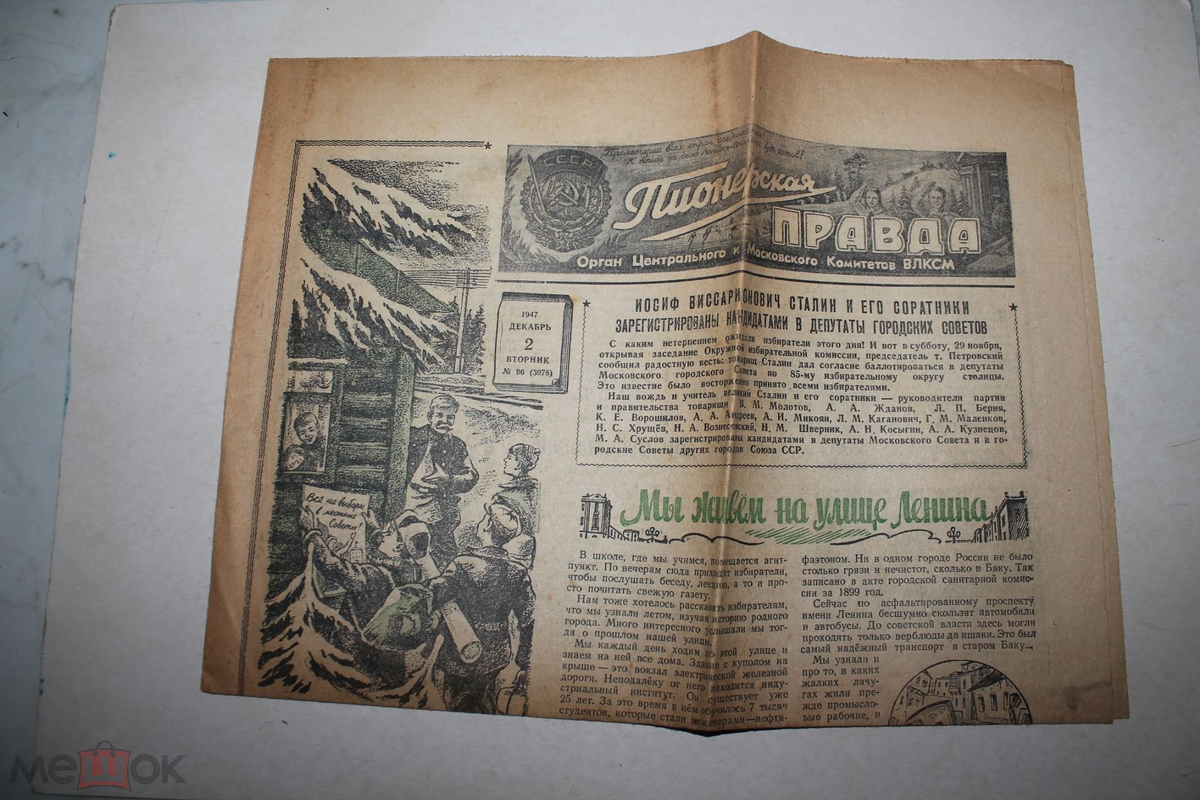 Пролетарии всех стран, соединяйтесь!
К борьбе за дело Ленина
СССР
Пионерская
ПРАВДА
Орган Центрального и Московского Комитетов ВЛКСМ
1947
ДЕКАБРЬ
2
ВТОРНИК
№ 96 (3078)
ИОСИФ ВИССАРИОНОВИЧ СТАЛИН И ЕГО СОРАТНИКИ
ЗАРЕГИСТРИРОВАНЫ КАНДИДАТАМИ В ДЕПУТАТЫ ГОРОДСКИХ СОВЕТОВ
С каким нетерпением ожидали избиратели этого дня! И вот в субботу, 29 ноября,
открывая заседание Окружной избирательной комиссии, председатель т. Петровский
сообщил радостную весть: товарищ Сталин дал согласие баллотироваться в депутаты
Московского городского Совета по 85-му избирательному округу столицы.
Это известие было восторженно принято всеми избирателями.
Наш вождь и учитель великий Сталин и его соратники — руководители партии
и правительства товарищи В. М. Молотов, А. А. Жданов, Л. П. Берия,
К. Е. Ворошилов, А. А. Андреев, А. И. Микоян, Л. М. Каганович, Г. М. Маленков,
Н. С. Хрущёв, Н. А. Вознесенский, Н. М. Шверник, А. Н. Косыгин, А. А. Кузнецов,
М. А. Суслов зарегистрированы кандидатами в депутаты Московского Совета и в го-
родские Советы других городов Союза ССР.
Все на выборы
в местные
Советы!
Мы живём на улице Ленина
В школе, где мы учимся, помещается агит-
пункт. По вечерам сюда приходят избиратели,
чтобы послушать беседу, лекцию, а то и про-
сто почитать свежую газету.
Нам тоже хотелось рассказать избирателям,
что мы узнали летом, изучая историю родного
города. Много интересного услышали мы тог-
да о прошлом нашей улицы.
Мы каждый день ходим по этой улице и
знаем на ней все дома. Здание с куполом на
крыше — это вокзал электрической железной
дороги. Неподалёку от него находится инду-
стриальный институт. Он существует уже
25 лет. За это время в нём обучалось 7 тысяч
студентов, которые стали инженерами—нефтя-
фаэтоном. Ни в одном городе России не было
столько грязи и нечистот, сколько в Баку. Так
записано в акте городской санитарной комис-
сии за 1899 год.
Сейчас по асфальтированному проспекту
имени Ленина бесшумно скользят автомобили
и автобусы. До советской власти здесь могли
проходить только верблюды да ишаки. Это был
самый надёжный транспорт в старом Баку.
Мы узнали и
про то, в каких
жалких лачу-
гах жили пре-
жде промысло-
вые рабочие, и
мешок